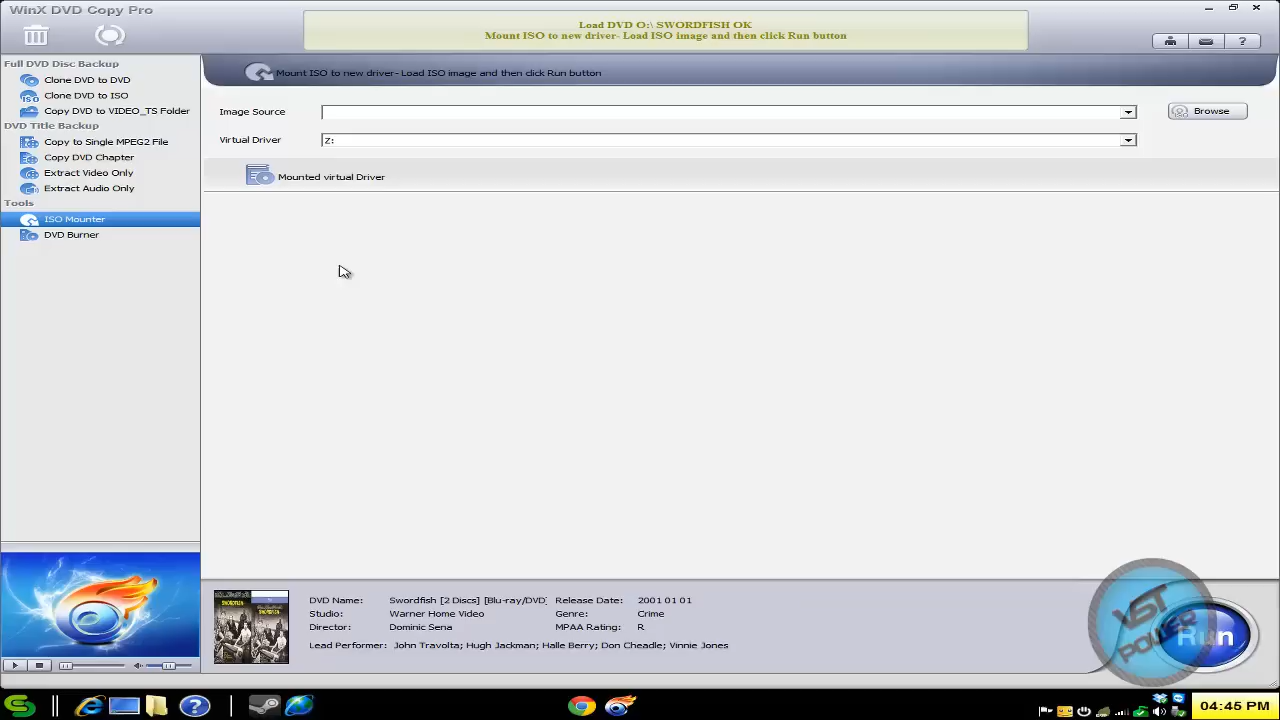 WinX DVD Copy Pro
Load DVD O:\ SWORDFISH OK
Mount ISO to new driver- Load ISO image and then click Run button
Full DVD Disc Backup
Clone DVD to DVD
Clone DVD to ISO
Copy DVD to VIDEO_TS Folder
DVD Title Backup
Copy to Single MPEG2 File
Copy DVD Chapter
Extract Video Only
Extract Audio Only
Tools
ISO Mounter
DVD Burner
Mount ISO to new driver- Load ISO image and then click Run button
Image Source
Browse
Virtual Driver
Z:
Mounted virtual Driver
DVD Name: Swordfish [2 Discs] [Blu-ray/DVD] Release Date: 2001 01 01
Studio: Warner Home Video Genre: Crime
Director: Dominic Sena MPAA Rating: R
Lead Performer: John Travolta; Hugh Jackman; Halle Berry; Don Cheadle; Vinnie Jones
VST
POWER
Run
04:45 PM